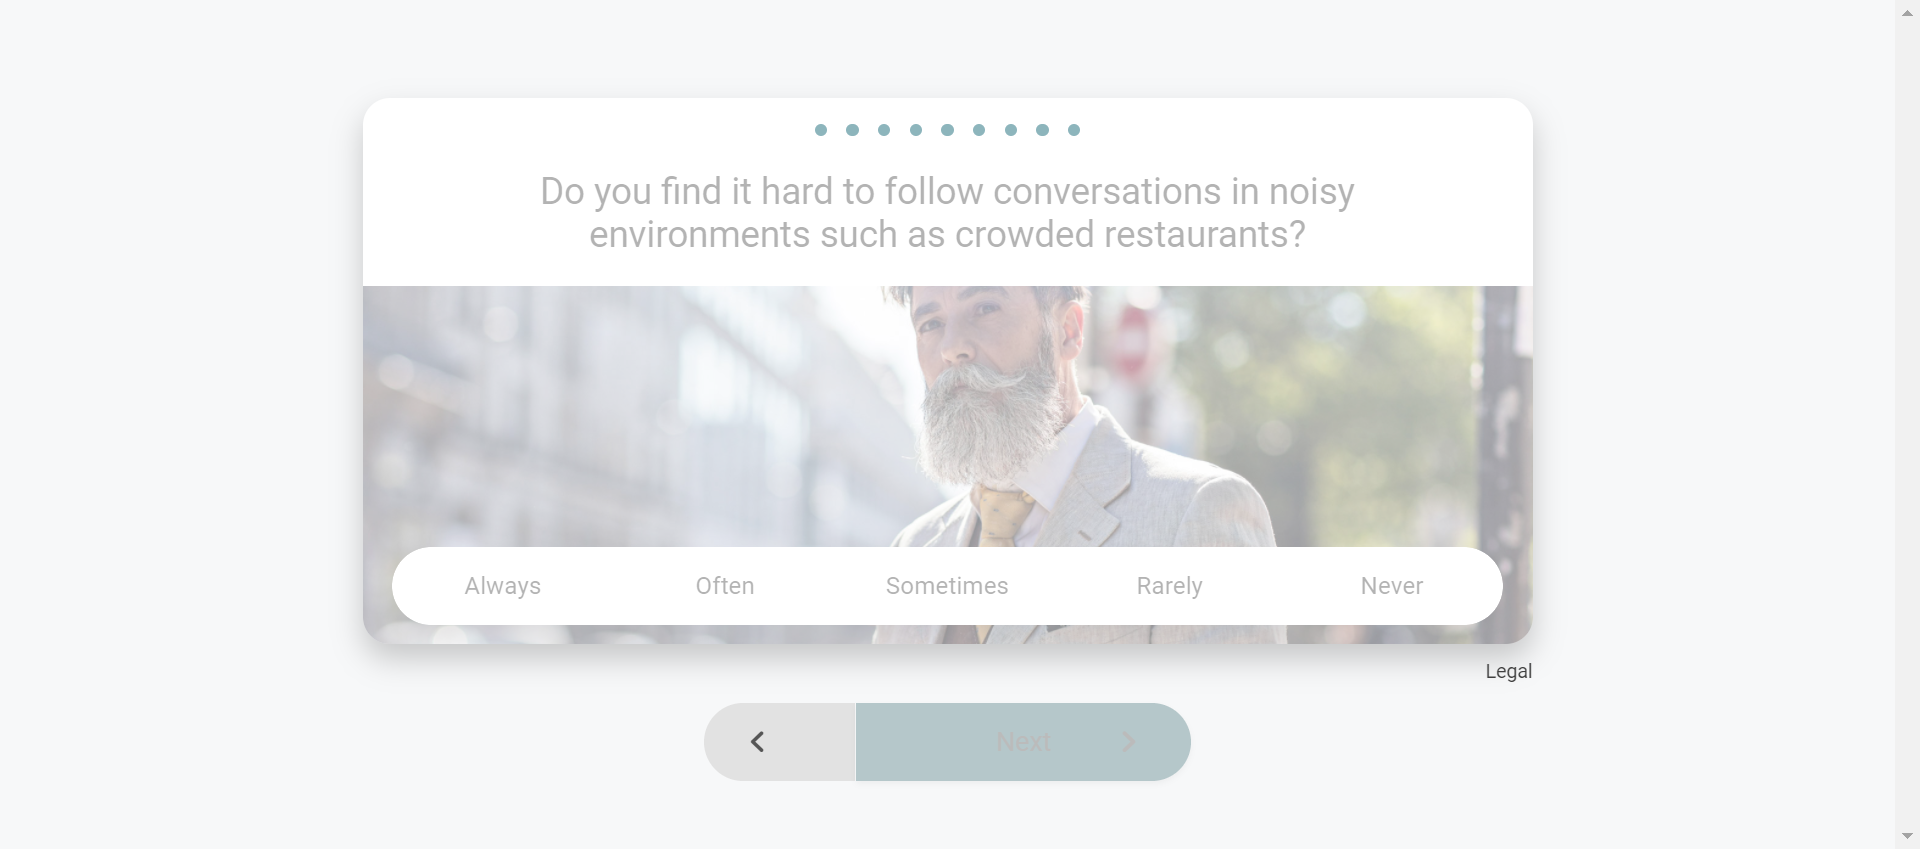 Do you find it hard to follow conversations in noisy
environments such as crowded restaurants?
Always Often Sometimes Rarely Never
Legal
Next